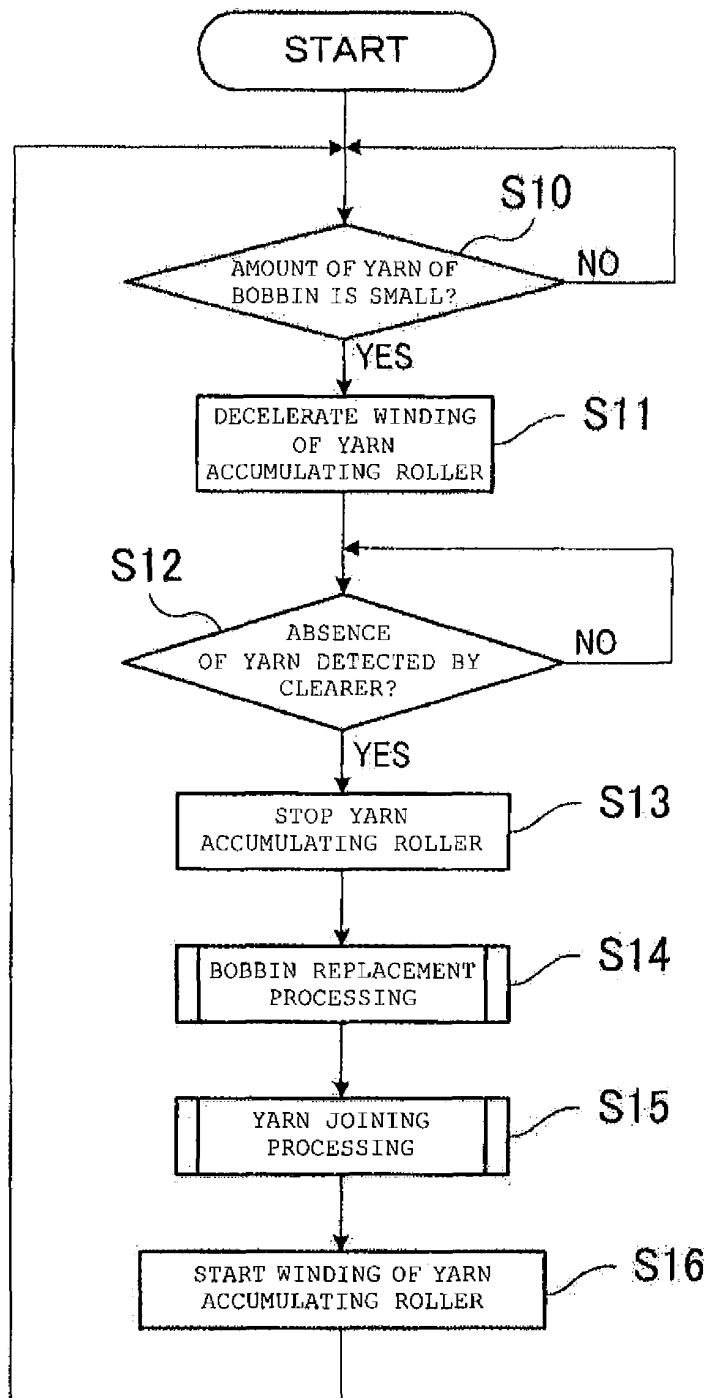 START
S10
AMOUNT OF YARN OF
BOBBIN IS SMALL?
NO
YES
DECELERATE WINDING
OF YARN
ACCUMULATING ROLLER
S11
S12
ABSENCE
OF YARN DETECTED BY
CLEARER?
NO
YES
STOP YARN
ACCUMULATING ROLLER
S13
BOBBIN REPLACEMENT
PROCESSING
S14
YARN JOINING
PROCESSING
S15
START WINDING OF YARN
ACCUMULATING ROLLER
S16